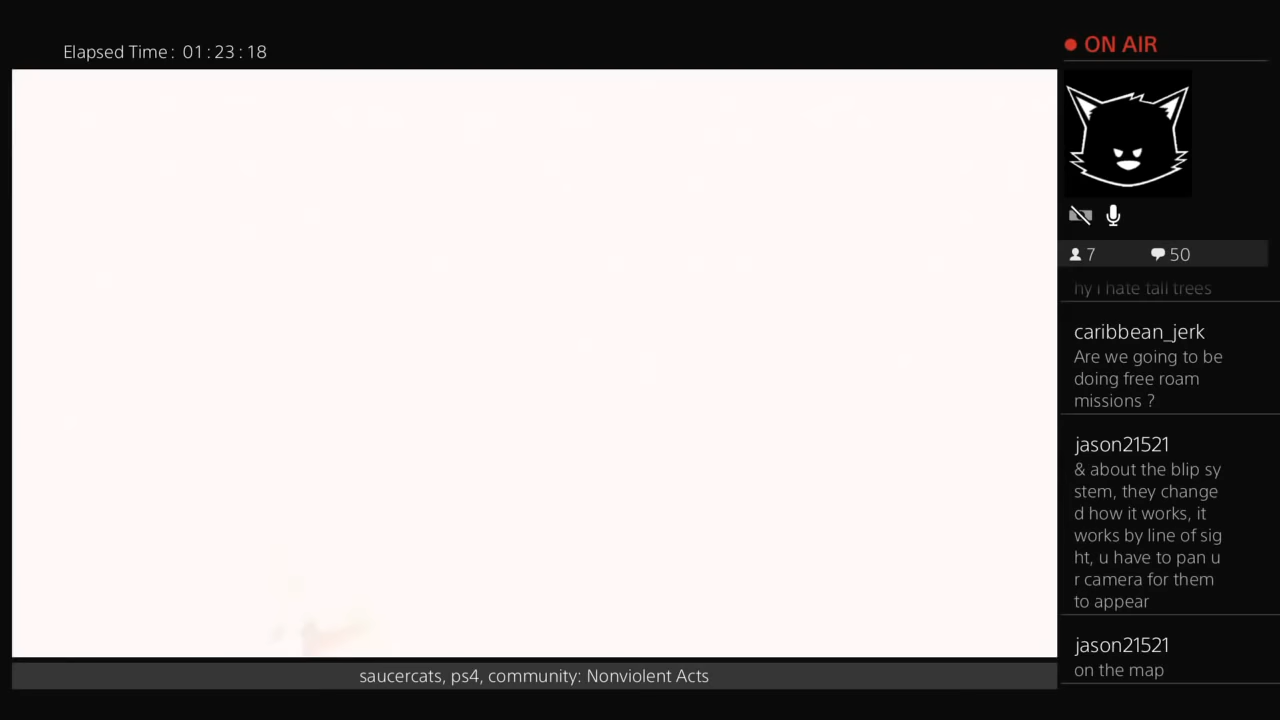 Elapsed Time: 01:23:18
ON AIR
7 50
hy i hate tall trees
caribbean_jerk
Are we going to be
doing free roam
missions ?
jason21521
& about the blip sy
stem, they change
d how it works, it
works by line of sig
ht, u have to pan u
r camera for them
to appear
jason21521
on the map
saucercats, ps4, community: Nonviolent Acts